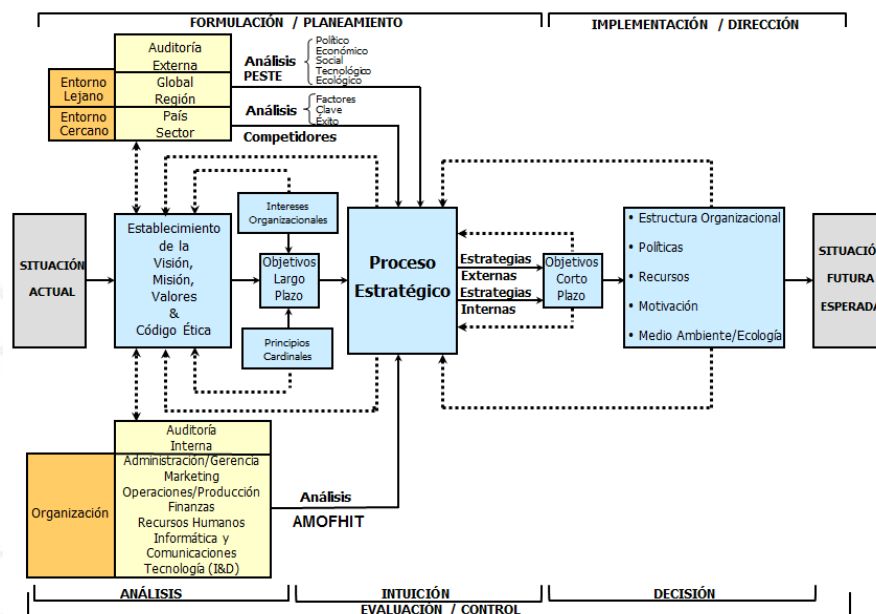 FORMULACIÓN / PLANEAMIENTO
IMPLEMENTACIÓN / DIRECCIÓN
Auditoría
Externa
Entorno
Lejano
Global
Región
Entorno
Cercano
País
Sector
Análisis
PESTE
Político
Económico
Social
Tecnológico
Ecológico
Análisis
Factores
Clave
Éxito
Competidores
SITUACIÓN
ACTUAL
Establecimiento
de la
Visión,
Misión,
Valores
&
Código Ética
Intereses
Organizacionales
Objetivos
Largo
Plazo
Principios
Cardinales
Proceso
Estratégico
Estrategias
Externas
Estrategias
Internas
Objetivos
Corto
Plazo
• Estructura Organizacional
• Políticas
• Recursos
• Motivación
• Medio Ambiente/Ecología
SITUACIÓN
FUTURA
ESPERADA
Auditoría
Interna
Organización
Administración/Gerencia
Marketing
Operaciones/Producción
Finanzas
Recursos Humanos
Informática y
Comunicaciones
Tecnología (I&D)
Análisis
AMOFHIT
ANÁLISIS
INTUICIÓN
DECISIÓN
EVALUACIÓN / CONTROL